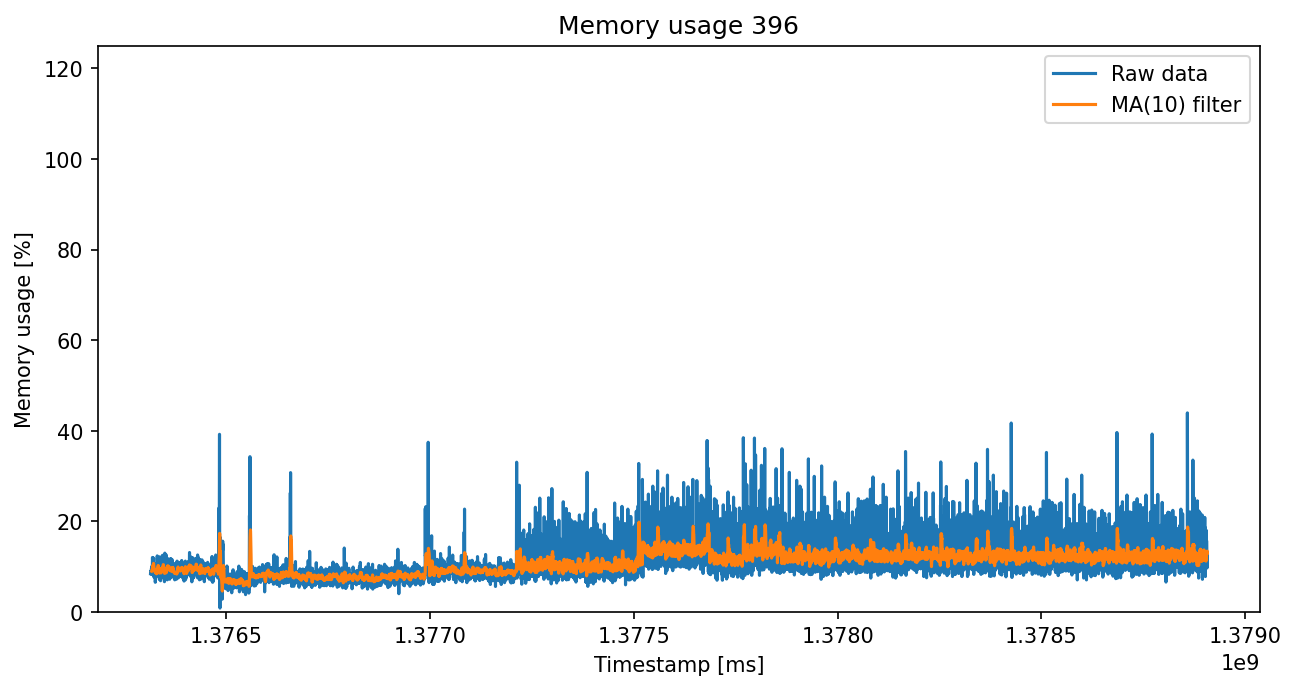 Memory usage 396
Raw data
MA(10) filter
Memory usage [%]
120
100
80
60
40
20
0
1.3765 1.3770 1.3775 1.3780 1.3785 1.3790
1e9
Timestamp [ms]